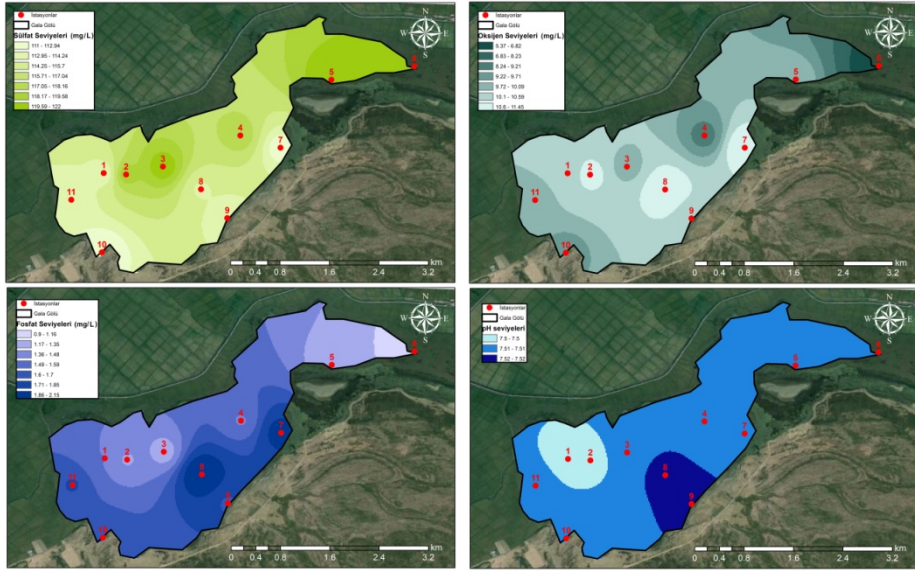 İstasyonlar
Gala Gölü
Sülfat Seviyeleri (mg/L)
111 - 112.94
112.95 - 114.24
114.25 - 115.7
115.71 - 117.04
117.05 - 118.16
118.17 - 119.58
119.59 - 122
N
W
E
S
1
2
3
4
5
6
7
8
9
10
11
km
0 0.4 0.8 1.6 2.4 3.2
İstasyonlar
Gala Gölü
Oksijen Seviyeleri (mg/L)
6.83 - 8.23
8.24 - 9.21
9.22 - 9.71
9.72 - 10.09
10.1 - 10.59
10.6 - 11.45
N
W
E
S
1
2
3
4
5
6
7
8
9
10
11
km
0 0.4 0.8 1.6 2.4 3.2
İstasyonlar
Gala Gölü
Fosfat Seviyeleri (mg/L)
0.9 - 1.16
1.17 - 1.35
1.36 - 1.48
1.49 - 1.59
1.6 - 1.7
1.71 - 1.85
1.86 - 2.15
N
W
E
S
1
2
3
4
5
6
7
8
9
10
11
km
0 0.4 0.8 1.6 2.4 3.2
İstasyonlar
Gala Gölü
pH seviyeleri
7.5 - 7.5
7.51 - 7.51
7.52 - 7.52
N
W
E
S
1
2
3
4
5
6
7
8
9
10
11
km
0 0.4 0.8 1.6 2.4 3.2